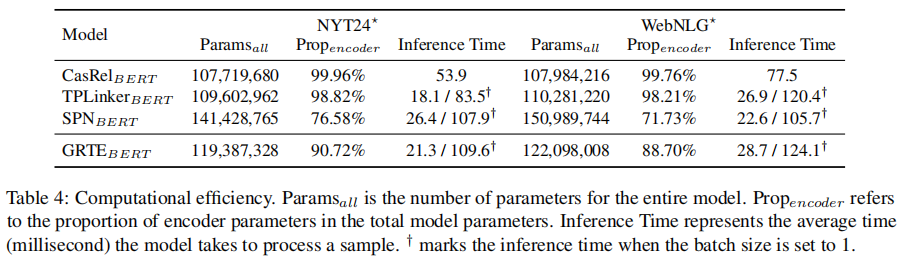 Model NYT24* WebNLG*
Params_all Prop_encoder Inference Time Params_all Prop_encoder Inference Time
CasRel_BERT 107,719,680 99.96% 53.9 107,984,216 99.76% 77.5
TPLinker_BERT 109,602,962 98.82% 18.1 / 83.5† 110,281,220 98.21% 26.9 / 120.4†
SPN_BERT 141,428,765 76.58% 26.4 / 107.9† 150,989,744 71.73% 22.6 / 105.7†
GRTE_BERT 119,387,328 90.72% 21.3 / 109.6† 122,098,008 88.70% 28.7 / 124.1†
Table 4: Computational efficiency. Params_all is the number of parameters for the entire model. Prop_encoder refers
to the proportion of encoder parameters in the total model parameters. Inference Time represents the average time
(millisecond) the model takes to process a sample. † marks the inference time when the batch size is set to 1.